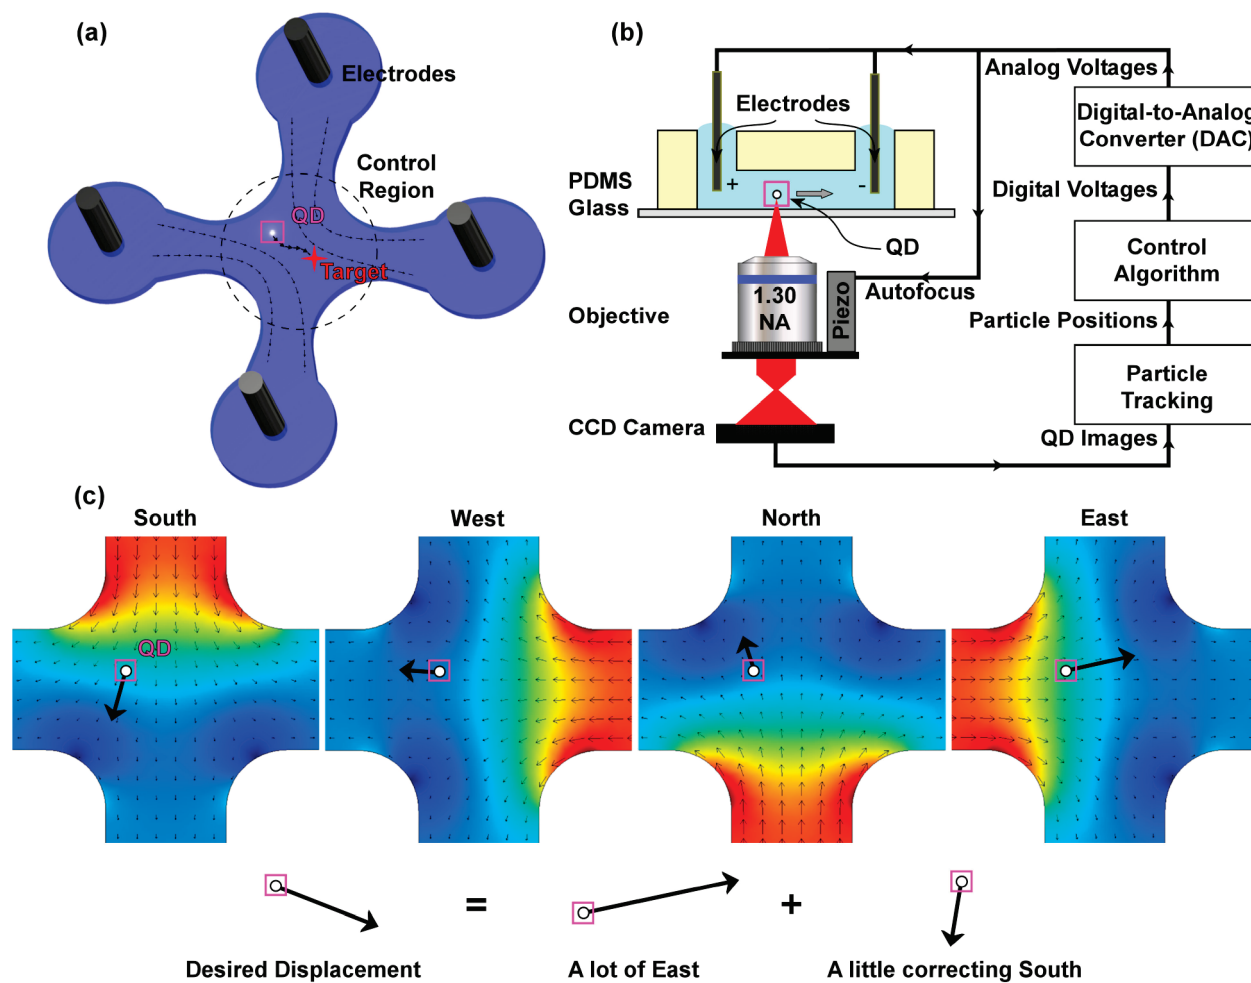 (a)
Electrodes
Control
Region
QD
Target
(b)
Analog Voltages
Digital-to-Analog
Converter (DAC)
Electrodes
+
-
PDMS
Glass
Digital Voltages
QD
Control
Algorithm
Autofocus
1.30
NA
Piezo
Objective
Particle Positions
Particle
Tracking
CCD Camera
QD Images
(c)
South
West
North
East
QD
=
+
Desired Displacement
A lot of East
A little correcting South